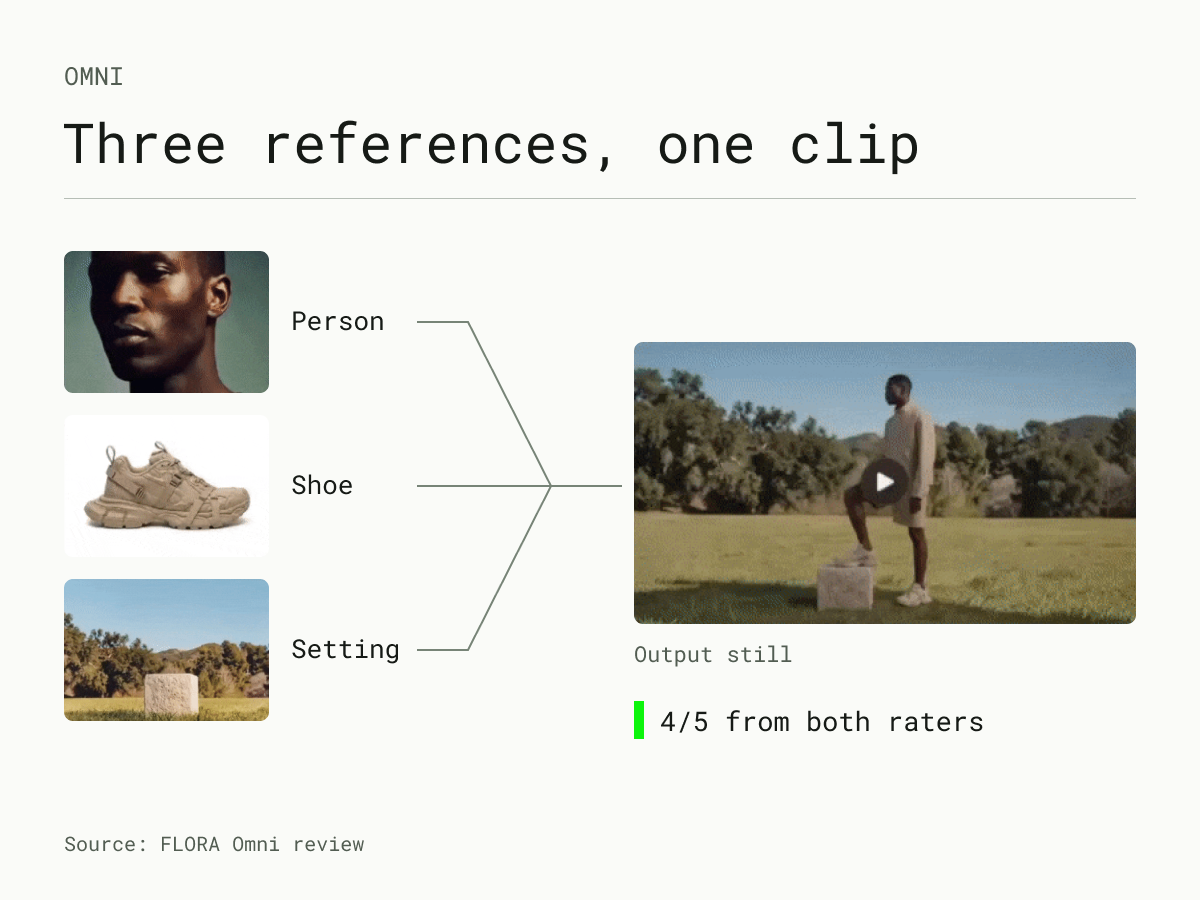 OMNI
Three references, one clip
Person
Shoe
Setting
Output still
4/5 from both raters
Source: FLORA Omni review